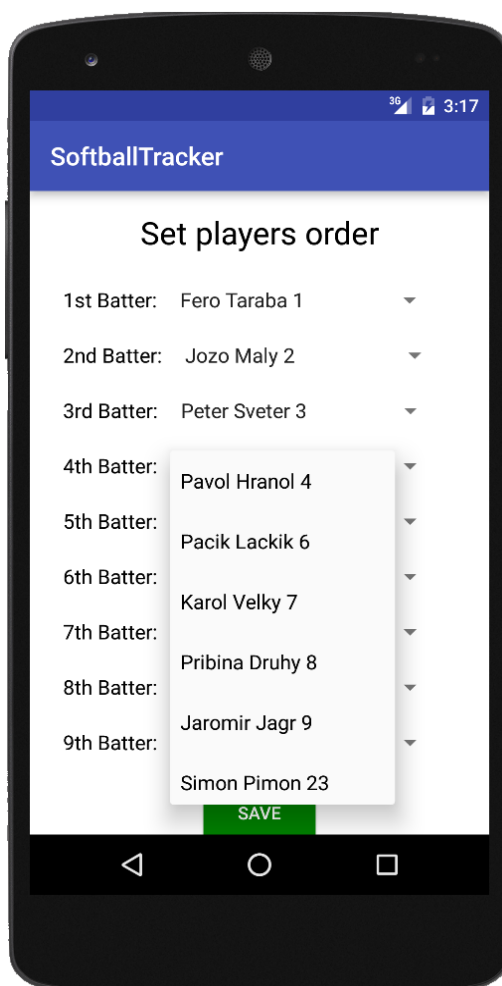 3G 3:17
SoftballTracker
Set players order
1st Batter: Fero Taraba 1
2nd Batter: Jozo Maly 2
3rd Batter: Peter Sveter 3
4th Batter:
Pavol Hranol 4
5th Batter:
Pacik Lackik 6
6th Batter:
Karol Velky 7
7th Batter:
Pribina Druhy 8
8th Batter:
Jaromir Jagr 9
9th Batter:
Simon Pimon 23
SAVE